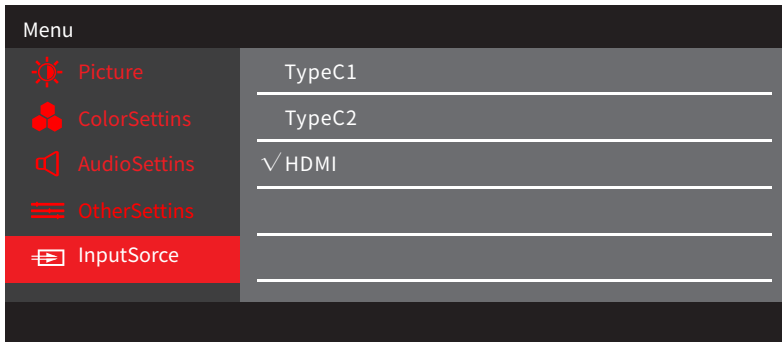 Menu
Picture
ColorSettins
AudioSettins
OtherSettins
InputSorce
TypeC1
TypeC2
√HDMI